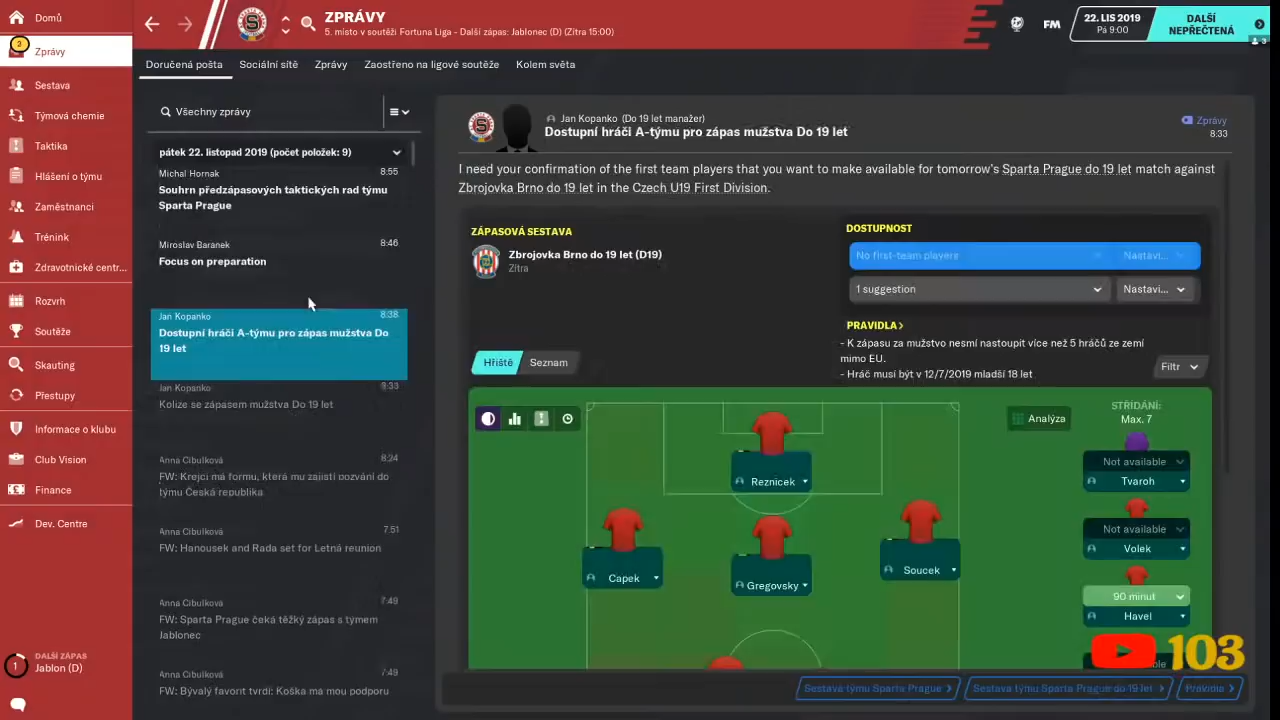 Domů
2
Zprávy
Sestava
Týmová chemie
Taktika
Hlášení o týmu
Zaměstnanci
Trénink
Zdravotnické centr...
Rozvrh
Soutěže
Skauting
Přestupy
Informace o klubu
Club Vision
Finance
Dev. Centre
1
DALŠÍ ZÁPAS
Jablon (D)
ZPRÁVY
5. místo v soutěži Fortuna Liga - Další zápas: Jablonec (D) (Zítra 15:00)
FM
22. LIS 2019
Pá 9:00
DALŠÍ
NEPŘEČTENÁ
3
Doručená pošta
Sociální sítě
Zprávy
Zaostřeno na ligové soutěže
Kolem světa
Všechny zprávy
pátek 22. listopad 2019 (počet položek: 9)
Michal Hornak
8:55
Souhrn předzápasových taktických rad týmu
Sparta Prague
Miroslav Baranek
8:46
Focus on preparation
Jan Kopanko
8:38
Dostupní hráči A-týmu pro zápas mužstva Do
19 let
Jan Kopanko
8:33
Kolize se zápasem mužstva Do 19 let
Anna Cibulková
8:24
FW: Krejci má formu, která mu zajistí pozvání do
týmu Česká republika
Anna Cibulková
7:51
FW: Hanousek and Rada set for Letná reunion
Anna Cibulková
7:49
FW: Sparta Prague čeká těžký zápas s týmem
Jablonec
Anna Cibulková
7:49
FW: Bývalý favorit tvrdí: Koška má mou podporu
Jan Kopanko (Do 19 let manažer)
Dostupní hráči A-týmu pro zápas mužstva Do 19 let
Zprávy
8:33
I need your confirmation of the first team players that you want to make available for tomorrow's Sparta Prague do 19 let match against
Zbrojovka Brno do 19 let in the Czech U19 First Division.
ZÁPASOVÁ SESTAVA
Zbrojovka Brno do 19 let (D19)
Zítra
DOSTUPNOST
No first-team players
Nastavi...
1 suggestion
Nastavi...
PRAVIDLA
- K zápasu za mužstvo nesmí nastoupit více než 5 hráčů ze zemí
mimo EU.
- Hráč musí být v 12/7/2019 mladší 18 let
Hřiště
Seznam
Filtr
Analýza
STŘÍDÁNÍ:
Max. 7
Reznicek
Capek
Gregovsky
Soucek
Not available
Tvaroh
Not available
Volek
90 minut
Havel
103
Sestava týmu Sparta Prague
Sestava týmu Sparta Prague do 19 let
Pravidla